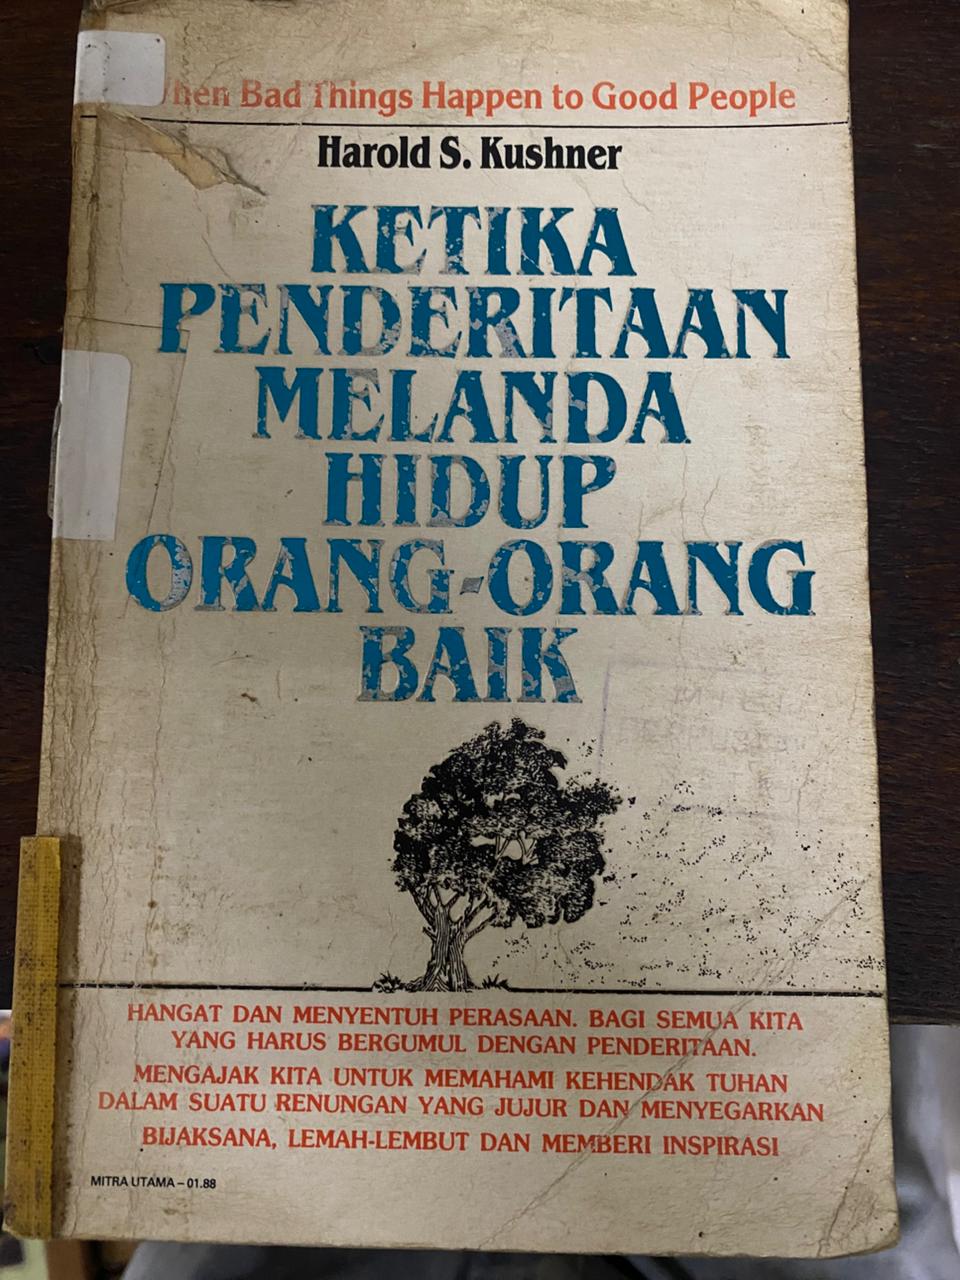 When Bad Things Happen to Good People
Harold S. Kushner
KETIKA
PENDERITAAN
MELANDA
HIDUP
ORANG-ORANG
BAIK
HANGAT DAN MENYENTUH PERASAAN. BAGI SEMUA KITA
YANG HARUS BERGUMUL DENGAN PENDERITAAN.
MENGAJAK KITA UNTUK MEMAHAMI KEHENDAK TUHAN
DALAM SUATU RENUNGAN YANG JUJUR DAN MENYEGARKAN
BIJAKSANA, LEMAH-LEMBUT DAN MEMBERI INSPIRASI
MITRA UTAMA – 01.88